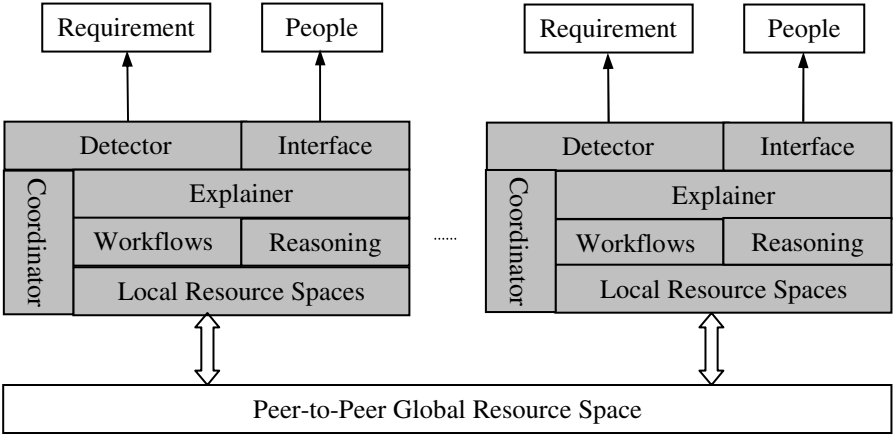 Requirement
People
Detector
Interface
Coordinator
Explainer
Workflows
Reasoning
Local Resource Spaces
......
Requirement
People
Detector
Interface
Coordinator
Explainer
Workflows
Reasoning
Local Resource Spaces
Peer-to-Peer Global Resource Space